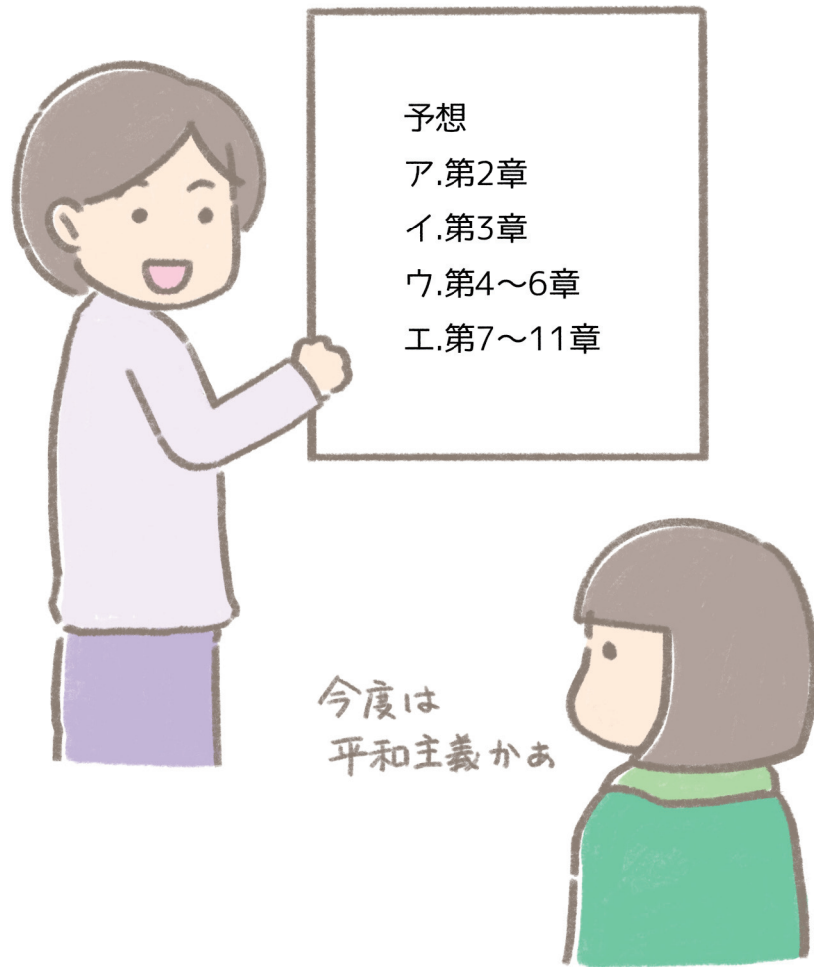 予想
ア.第2章
イ.第3章
ウ.第4～6章
エ.第7～11章
今度は
平和主義かぁ